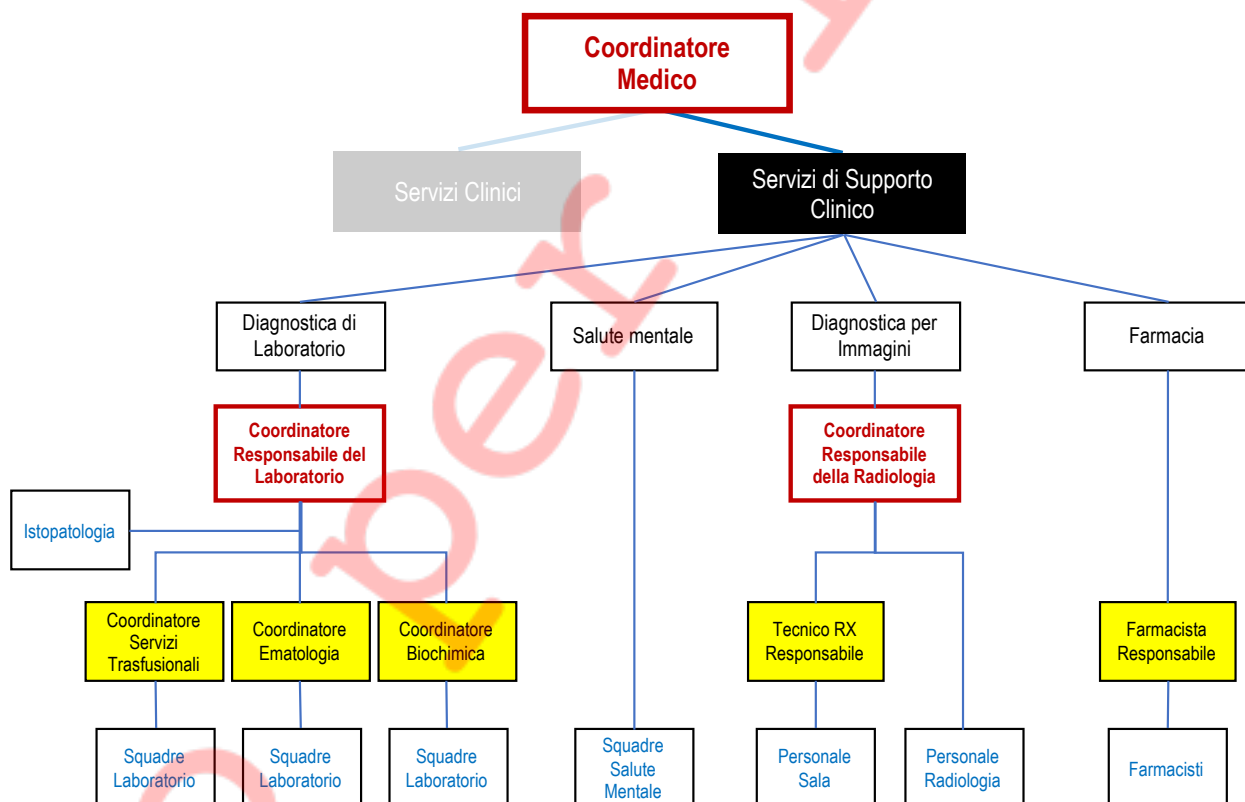 Coordinatore
Medico
Servizi Clinici
Servizi di Supporto
Clinico
Diagnostica di
Laboratorio
Salute mentale
Diagnostica per
Immagini
Farmacia
Coordinatore
Responsabile del
Laboratorio
Coordinatore
Responsabile
della Radiologia
Istopatologia
Coordinatore
Servizi
Trasfusionali
Coordinatore
Ematologia
Coordinatore
Biochimica
Tecnico RX
Responsabile
Farmacista
Responsabile
Squadre
Laboratorio
Squadre
Laboratorio
Squadre
Laboratorio
Squadre
Salute
Mentale
Personale
Sala
Personale
Radiologia
Farmacisti
per